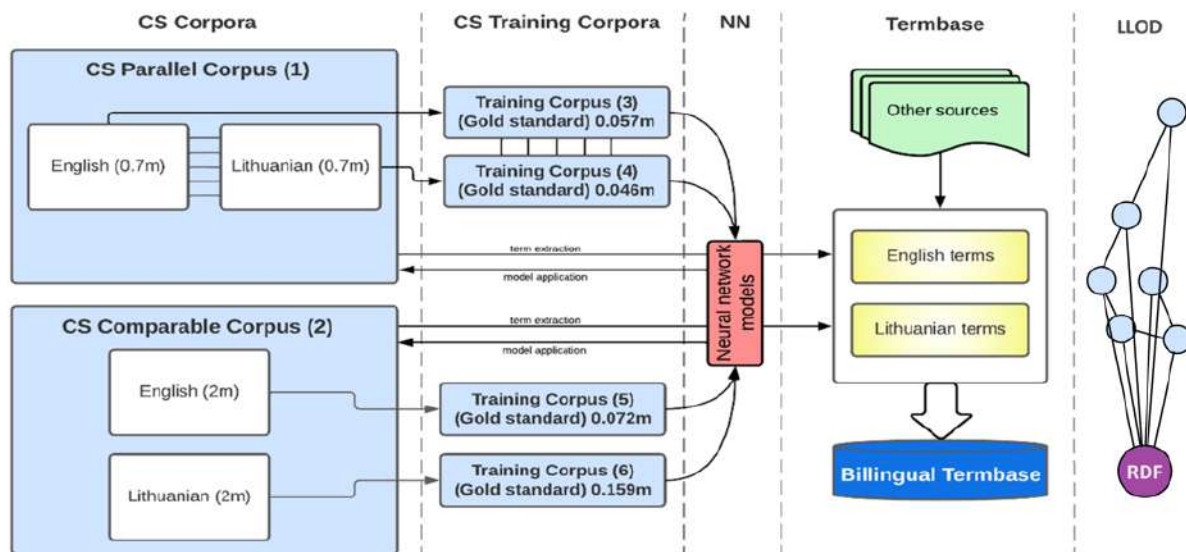 CS Corpora
CS Training Corpora
NN
Termbase
LLOD
CS Parallel Corpus (1)
English (0.7m)
Lithuanian (0.7m)
Training Corpus (3)
(Gold standard) 0.057m
Training Corpus (4)
(Gold standard) 0.046m
term extraction
model application
CS Comparable Corpus (2)
term extraction
model application
English (2m)
Lithuanian (2m)
Training Corpus (5)
(Gold standard) 0.072m
Training Corpus (6)
(Gold standard) 0.159m
Neural network
models
Other sources
English terms
Lithuanian terms
Billingual Termbase
RDF